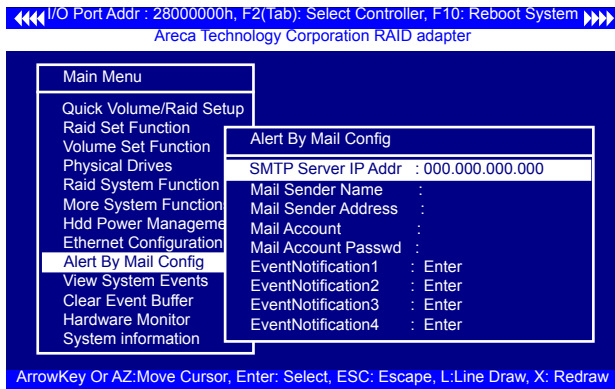 I/O Port Addr : 28000000h, F2(Tab): Select Controller, F10: Reboot System
Areca Technology Corporation RAID adapter
Main Menu
Quick Volume/Raid Setup
Raid Set Function
Volume Set Function
Physical Drives
Raid System Function
More System Function
Hdd Power Manageme
Ethernet Configuration
Alert By Mail Config
View System Events
Clear Event Buffer
Hardware Monitor
System information
Alert By Mail Config
SMTP Server IP Addr : 000.000.000.000
Mail Sender Name :
Mail Sender Address :
Mail Account :
Mail Account Passwd :
EventNotification1 : Enter
EventNotification2 : Enter
EventNotification3 : Enter
EventNotification4 : Enter
ArrowKey Or AZ:Move Cursor, Enter: Select, ESC: Escape, L:Line Draw, X: Redraw